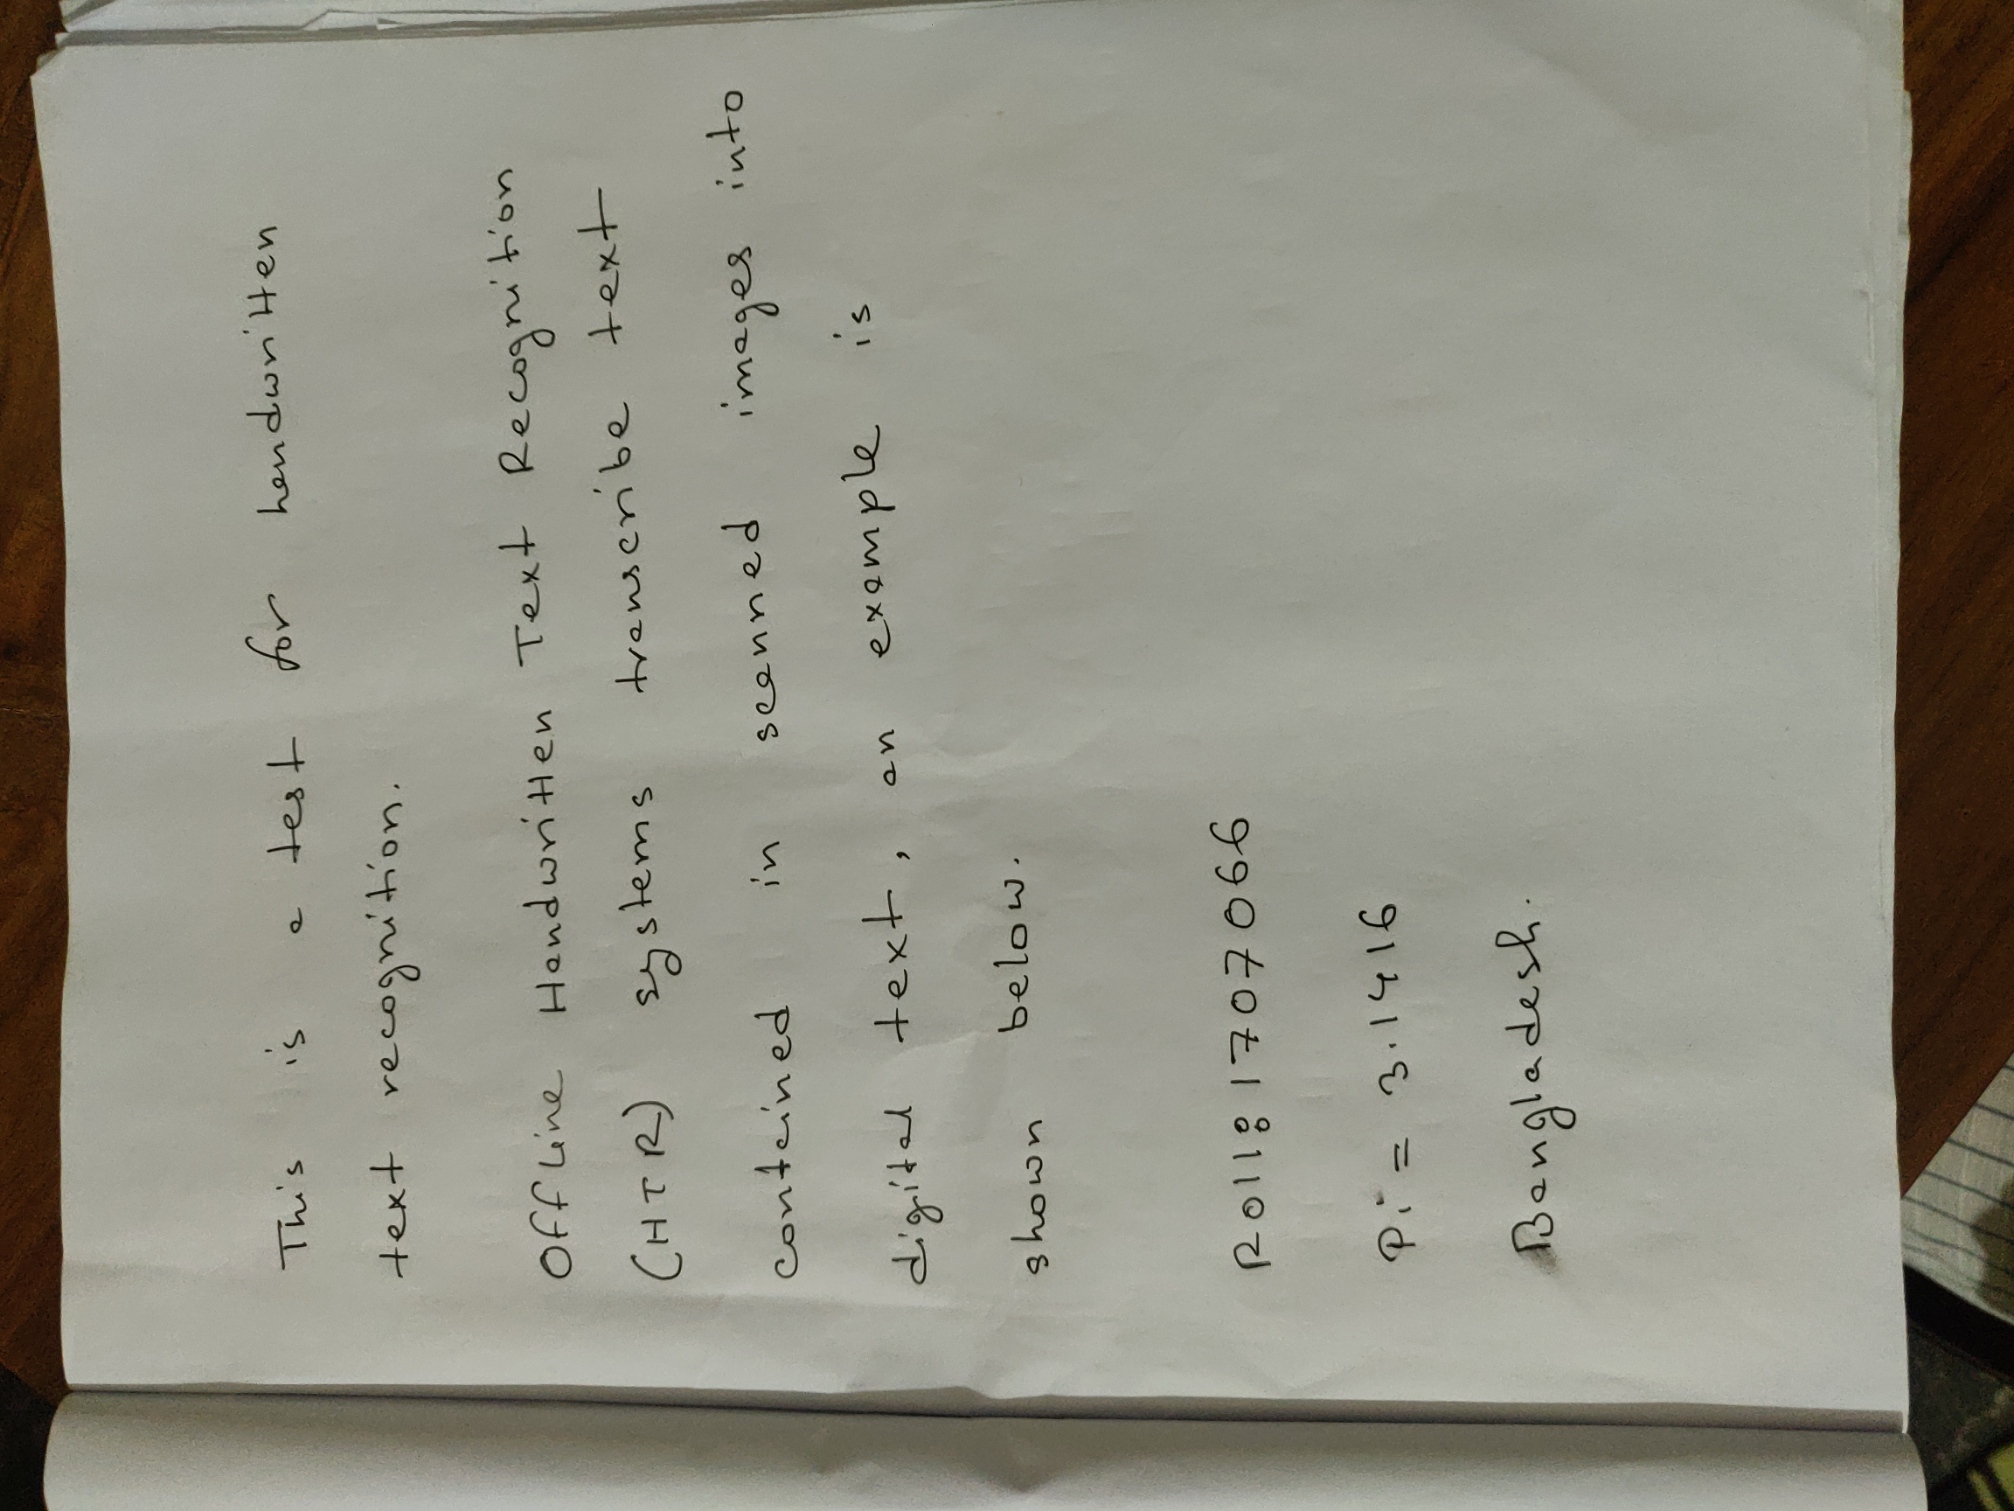 This is a test for handwritten
text recognition.
Offline Handwritten Text Recognition
(HTR) systems transcribe text
contained in scanned images into
digital text, an example is
shown below.
Roll: 1707066
Pi = 3.1416
Bangladesh.